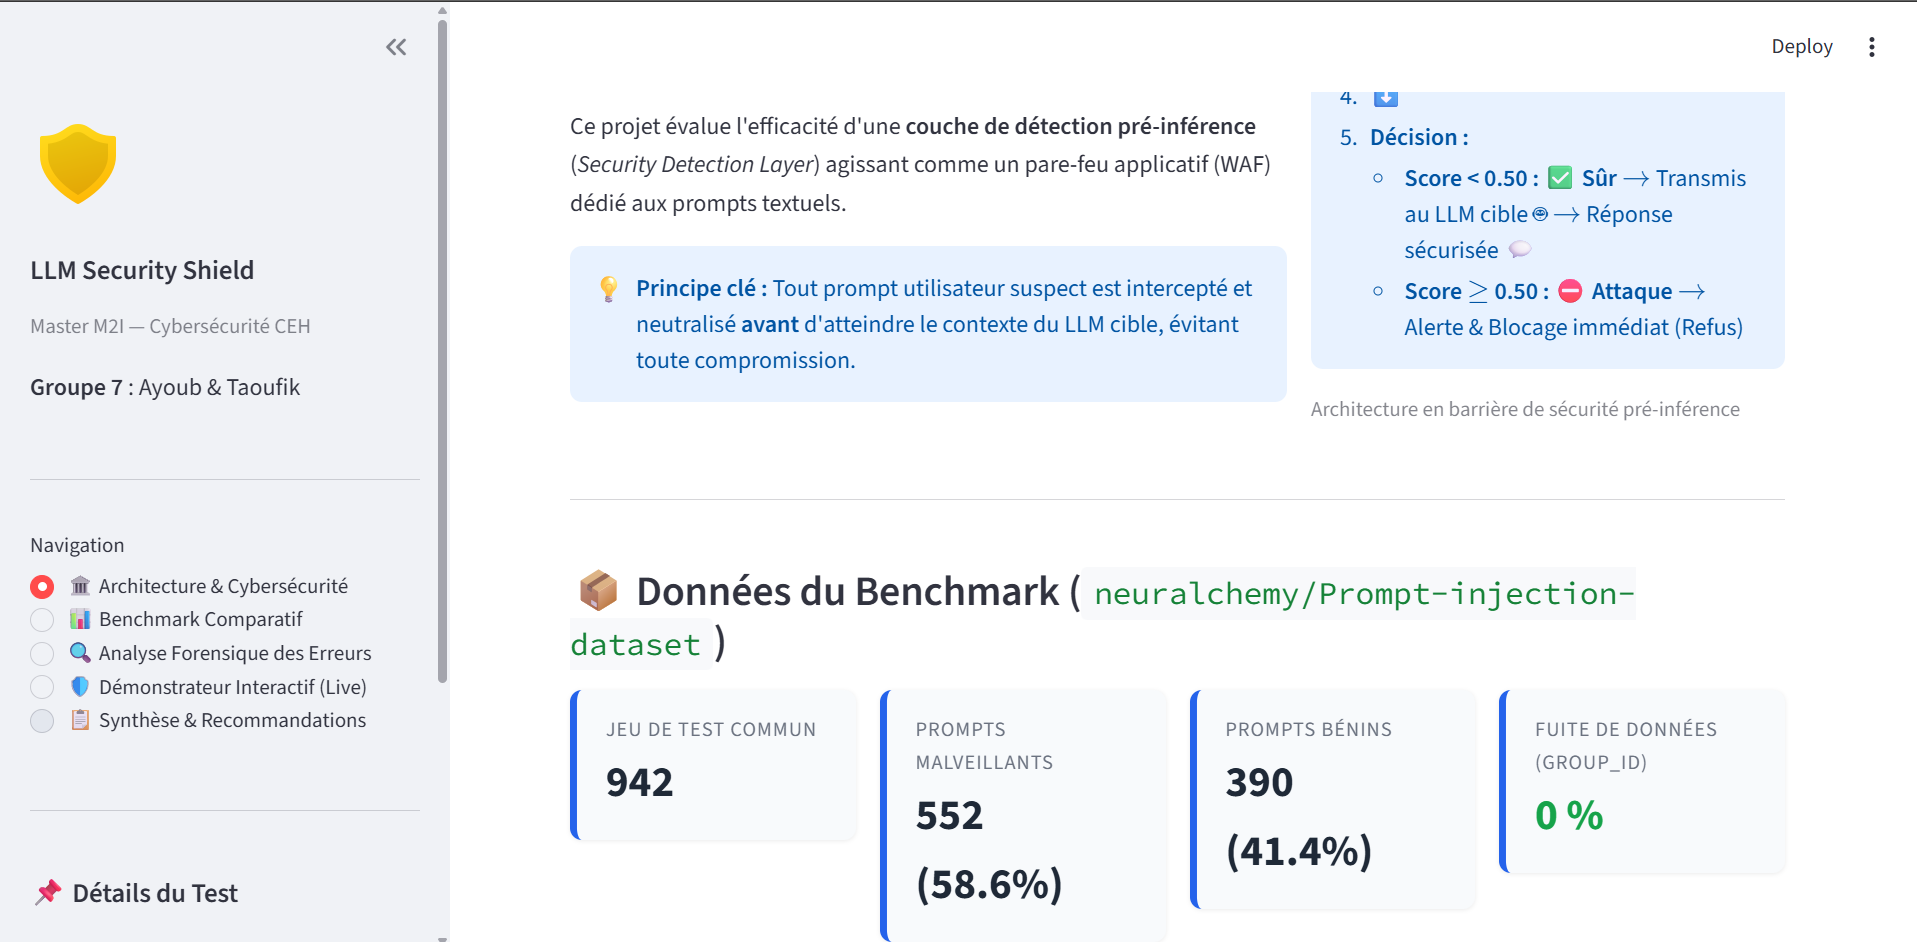 Deploy
LLM Security Shield
Master M2I — Cybersécurité CEH
Groupe 7 : Ayoub & Taoufik
Navigation
Architecture & Cybersécurité
Benchmark Comparatif
Analyse Forensique des Erreurs
Démonstrateur Interactif (Live)
Synthèse & Recommandations
Détails du Test
Ce projet évalue l'efficacité d'une couche de détection pré-inférence
(Security Detection Layer) agissant comme un pare-feu applicatif (WAF)
dédié aux prompts textuels.
Principe clé : Tout prompt utilisateur suspect est intercepté et
neutralisé avant d'atteindre le contexte du LLM cible, évitant
toute compromission.
4.
5. Décision :
Score < 0.50 : ✅ Sûr → Transmis
au LLM cible → Réponse
sécurisée 💬
Score ≥ 0.50 : ⛔ Attaque →
Alerte & Blocage immédiat (Refus)
Architecture en barrière de sécurité pré-inférence
Données du Benchmark ( neuralchemy/Prompt-injection-
dataset )
JEU DE TEST COMMUN
942
PROMPTS
MALVEILLANTS
552
(58.6%)
PROMPTS BÉNINS
390
(41.4%)
FUITE DE DONNÉES
(GROUP_ID)
0 %